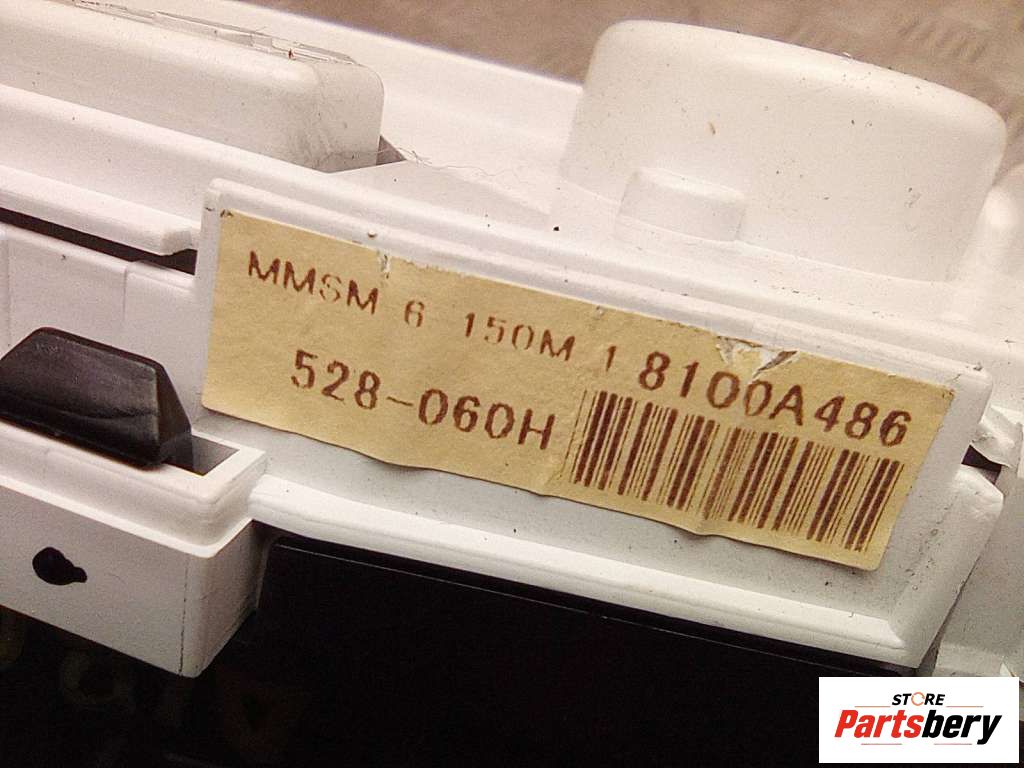 MMSM 6 150M 1 8100A486
528-060H
STORE
Partsbery